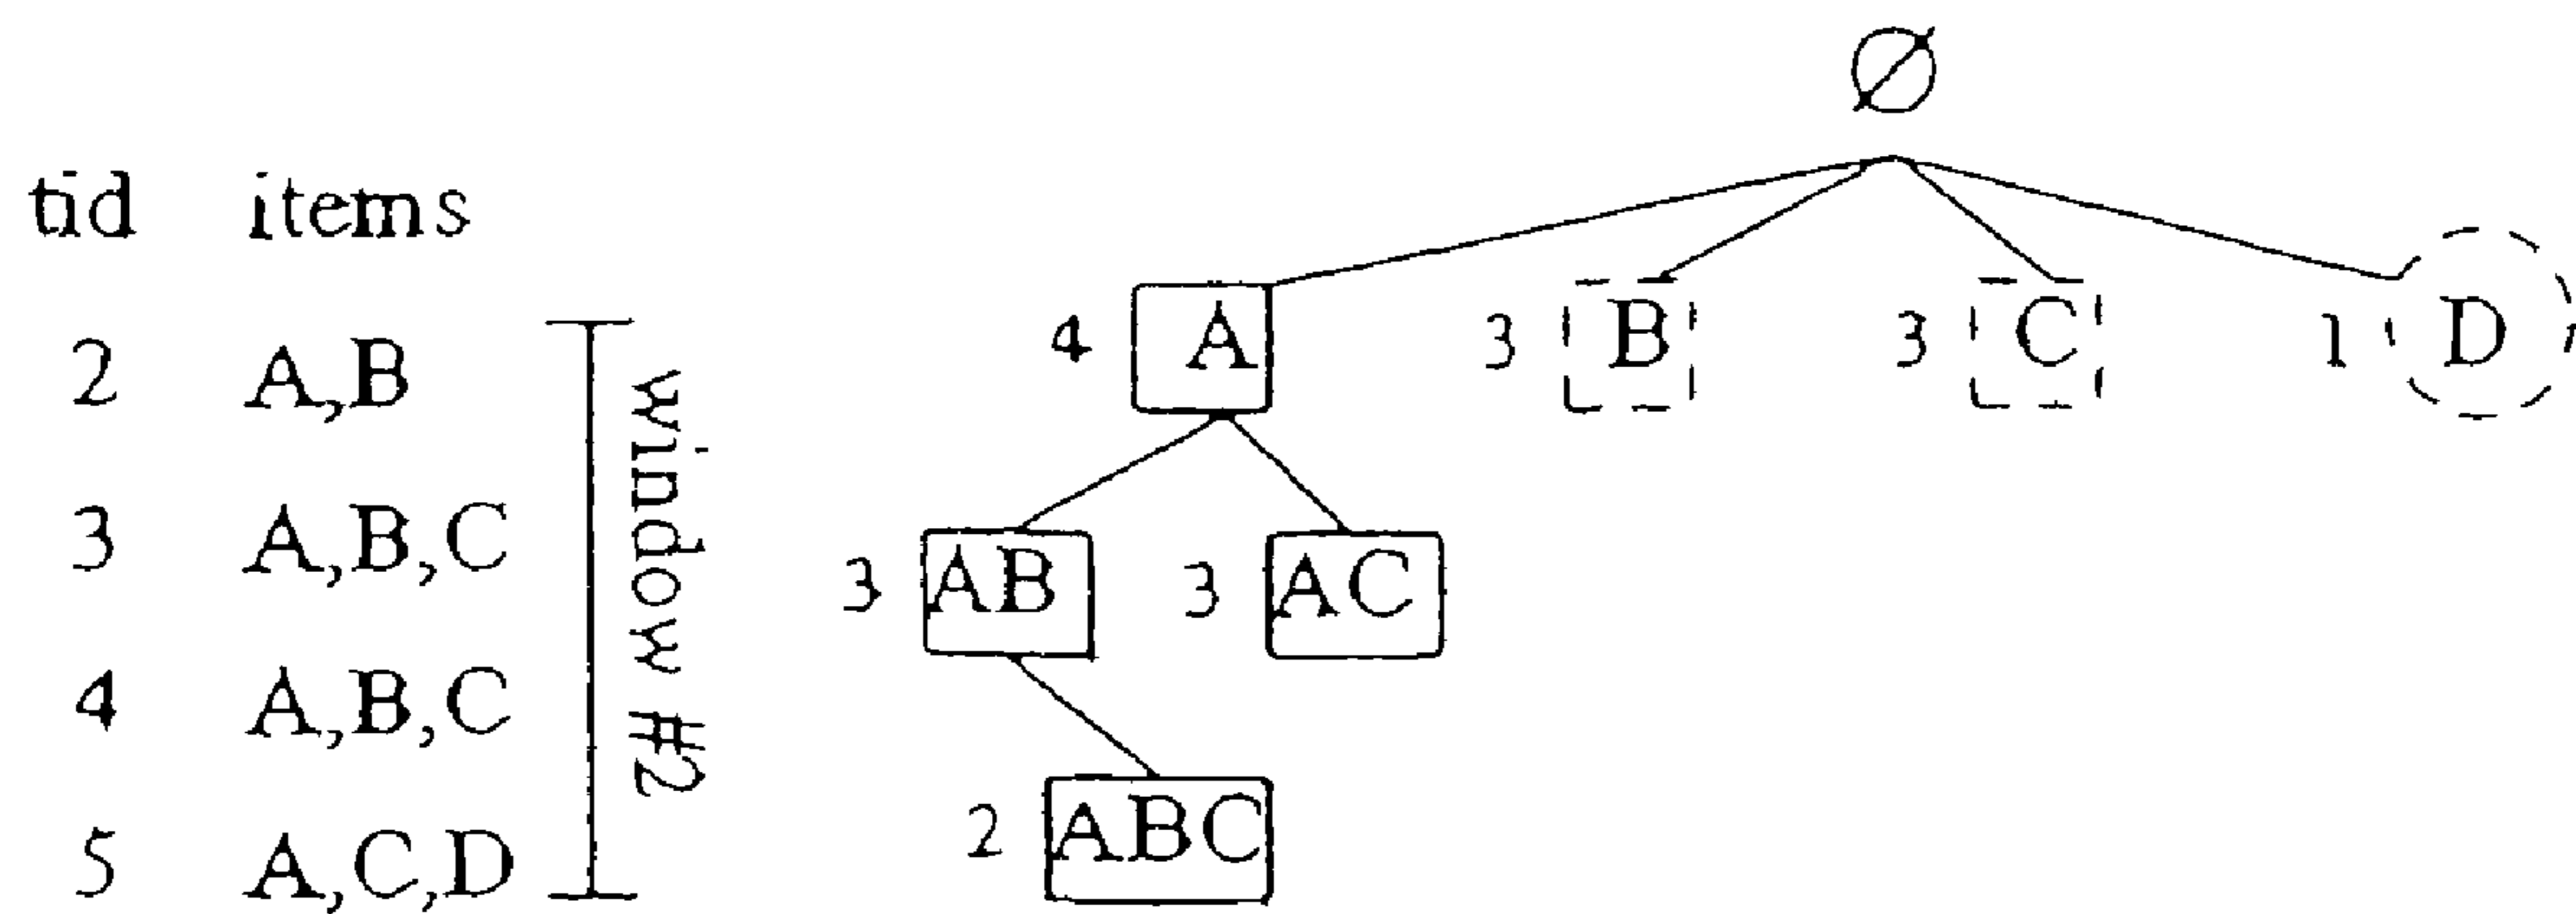 Ø
tid items
2 A,B
3 A,B,C
4 A,B,C
5 A,C,D
window #2
4 A 3 B 3 C 1 D
3 AB 3 AC
2 ABC